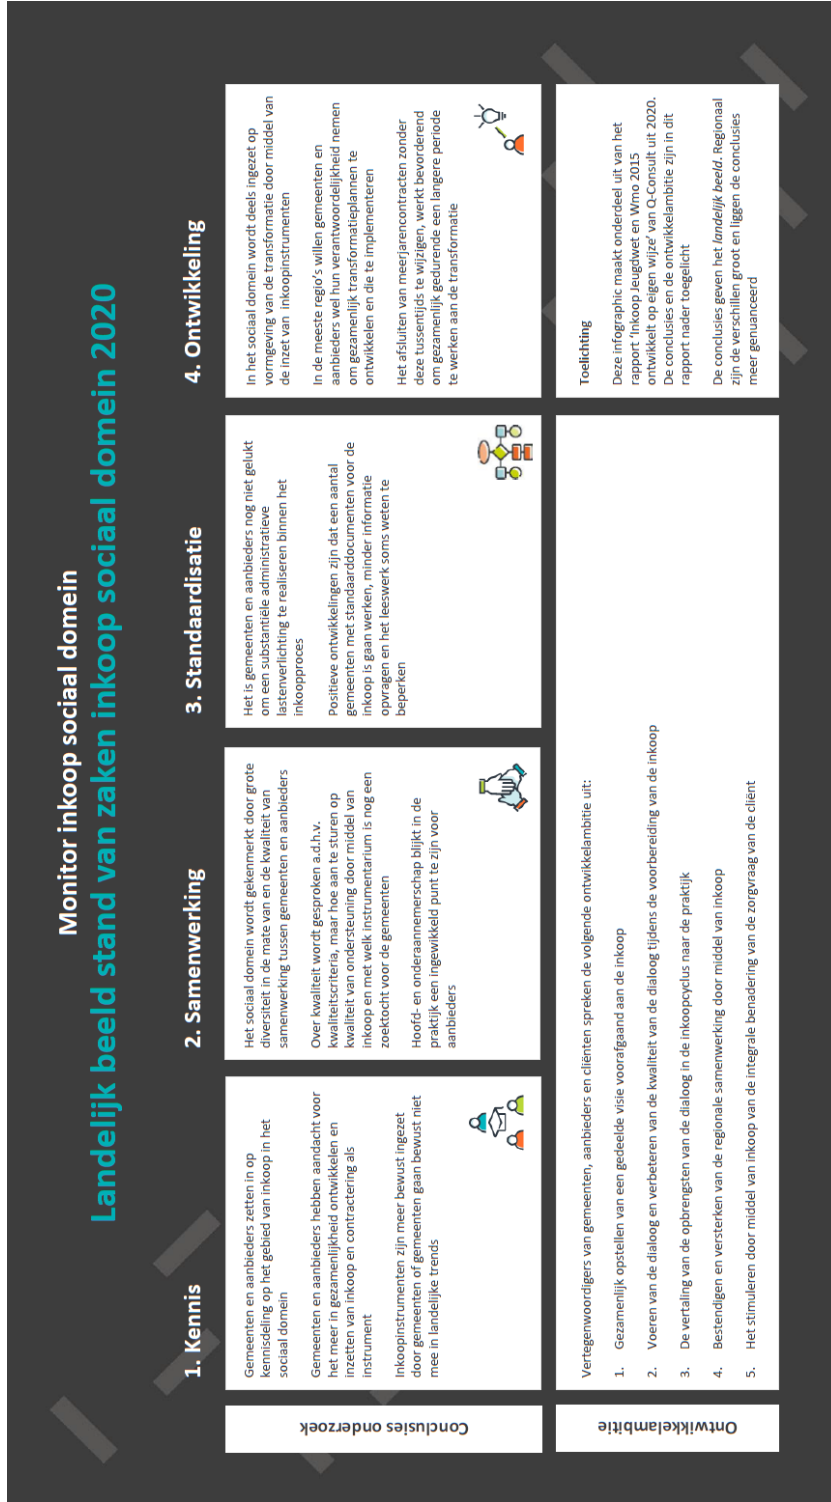 Monitor inkoop sociaal domein
Landelijk beeld stand van zaken inkoop sociaal domein 2020
1. Kennis
2. Samenwerking
3. Standaardisatie
4. Ontwikkeling
Conclusies onderzoek
Gemeenten en aanbieders zetten in op
kennisdeling op het gebied van inkoop in het
sociaal domein
Gemeenten en aanbieders hebben aandacht voor
het meer in gezamenlijkheid ontwikkelen en
inzetten van inkoop en contractering als
instrument
Inkoopinstrumenten zijn meer bewust ingezet
door gemeenten of gemeenten gaan bewust niet
mee in landelijke trends
Het sociaal domein wordt gekenmerkt door grote
diversiteit in de mate van en de kwaliteit van
samenwerking tussen gemeenten en aanbieders
Over kwaliteit wordt gesproken a.d.h.v.
kwaliteitscriteria, maar hoe aan te sturen op
kwaliteit van ondersteuning door middel van
inkoop en met welk instrumentarium is nog een
zoektocht voor de gemeenten
Hoofd- en onderaannemerschap blijkt in de
praktijk een ingewikkeld punt te zijn voor
aanbieders
Het is gemeenten en aanbieders nog niet gelukt
om een substantiële administratieve
lastenverlichting te realiseren binnen het
inkoopproces
Positieve ontwikkelingen zijn dat een aantal
gemeenten met standaarddocumenten voor de
inkoop is gaan werken, minder informatie
opvragen en het leeswerk soms weten te
beperken
In het sociaal domein wordt deels ingezet op
vormgeving van de transformatie door middel van
de inzet van inkoopinstrumenten
In de meeste regio's willen gemeenten en
aanbieders wel hun verantwoordelijkheid nemen
om gezamenlijk transformatieplannen te
ontwikkelen en die te implementeren
Het afsluiten van meerjarencontracten zonder
deze tussentijds te wijzigen, werkt bevorderend
om gezamenlijk gedurende een langere periode
te werken aan de transformatie
Ontwikkelambitie
Vertegenwoordigers van gemeenten, aanbieders en cliënten spreken de volgende ontwikkelambitie uit:
1. Gezamenlijk opstellen van een gedeelde visie voorafgaand aan de inkoop
2. Voeren van de dialoog en verbeteren van de kwaliteit van de dialoog tijdens de voorbereiding van de inkoop
3. De vertaling van de opbrengsten van de dialoog in de inkoopcyclus naar de praktijk
4. Bestendigen en versterken van de regionale samenwerking door middel van inkoop
5. Het stimuleren door middel van inkoop van de integrale benadering van de zorgvraag van de cliënt
Toelichting
Deze infographic maakt onderdeel uit van het
rapport 'Inkoop Jeugdwet en Wmo 2015
ontwikkelt op eigen wijze' van Q-Consult uit 2020.
De conclusies en de ontwikkelambitie zijn in dit
rapport nader toegelicht
De conclusies geven het landelijk beeld. Regionaal
zijn de verschillen groot en liggen de conclusies
meer genuanceerd